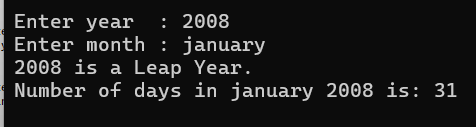 Enter year  : 2008
Enter month : january
2008 is a Leap Year.
Number of days in january 2008 is: 31